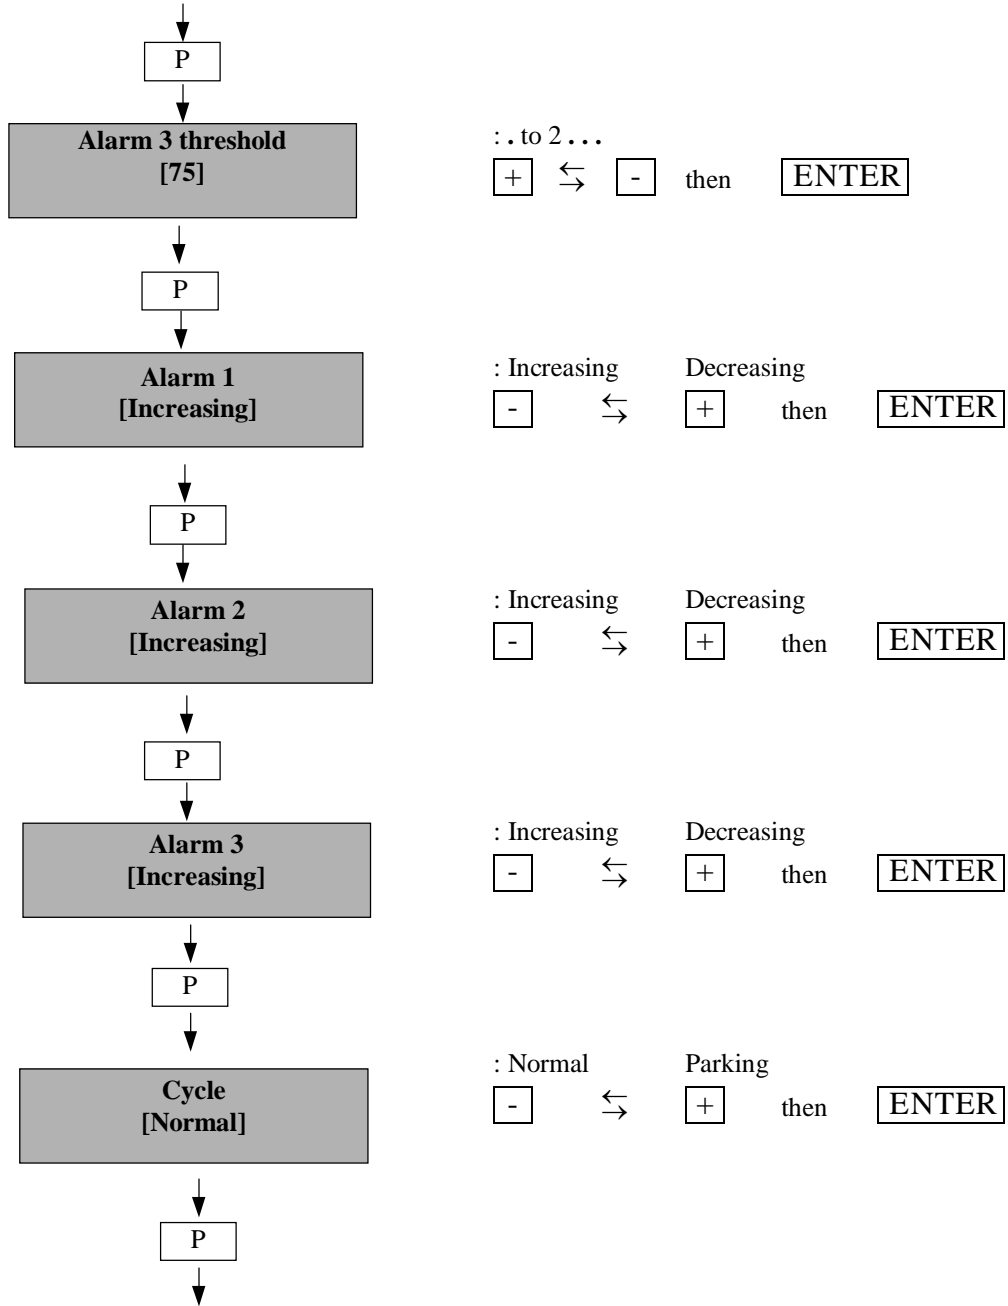 P
Alarm 3 threshold
[75]
: . to 2 . . .
+ ⇆ - then ENTER
P
Alarm 1
[Increasing]
: Increasing Decreasing
- ⇆ + then ENTER
P
Alarm 2
[Increasing]
: Increasing Decreasing
- ⇆ + then ENTER
P
Alarm 3
[Increasing]
: Increasing Decreasing
- ⇆ + then ENTER
P
Cycle
[Normal]
: Normal Parking
- ⇆ + then ENTER
P